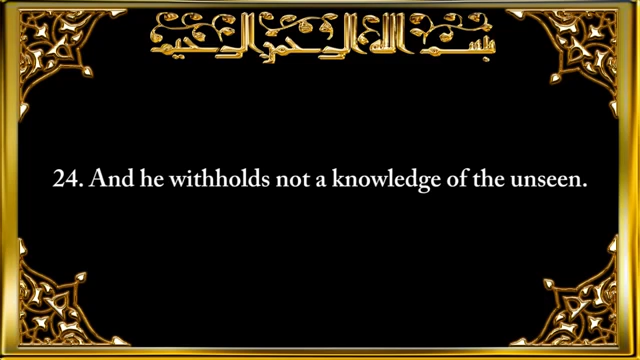 بسم الله الرحمن الرحيم
24. And he withholds not a knowledge of the unseen.